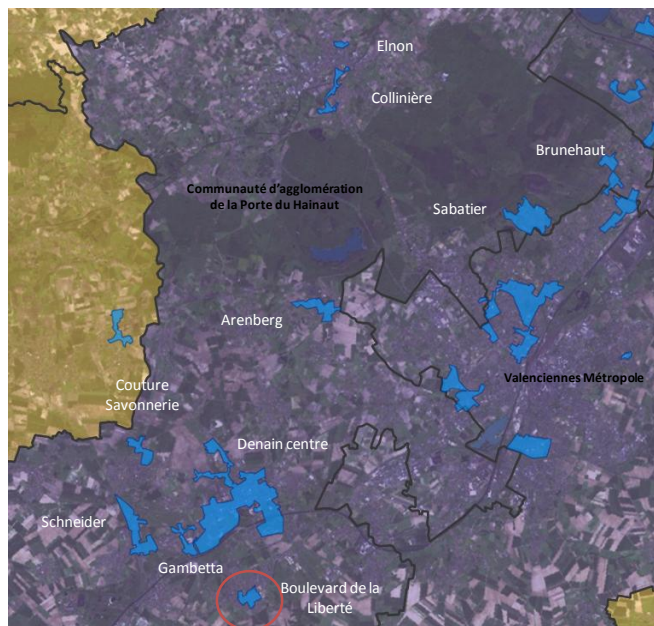 Elnon
Collinière
Brunehaut
Communauté d'agglomération
de la Porte du Hainaut
Sabatier
Arenberg
Valenciennes Métropole
Couture
Savonnerie
Denain centre
Schneider
Gambetta
Boulevard de la
Liberté